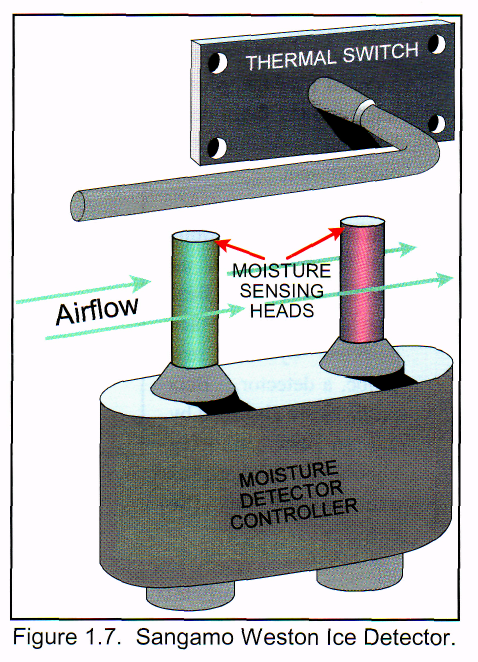 THERMAL SWITCH
MOISTURE
SENSING
HEADS
Airflow
MOISTURE
DETECTOR
CONTROLLER
Figure 1.7. Sangamo Weston Ice Detector.